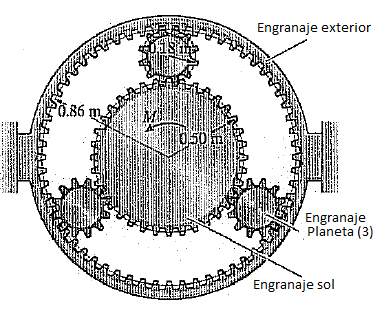 Engranaje exterior
0.18 m
0.86 m
M
0.50 m
Engranaje
Planeta (3)
Engranaje sol